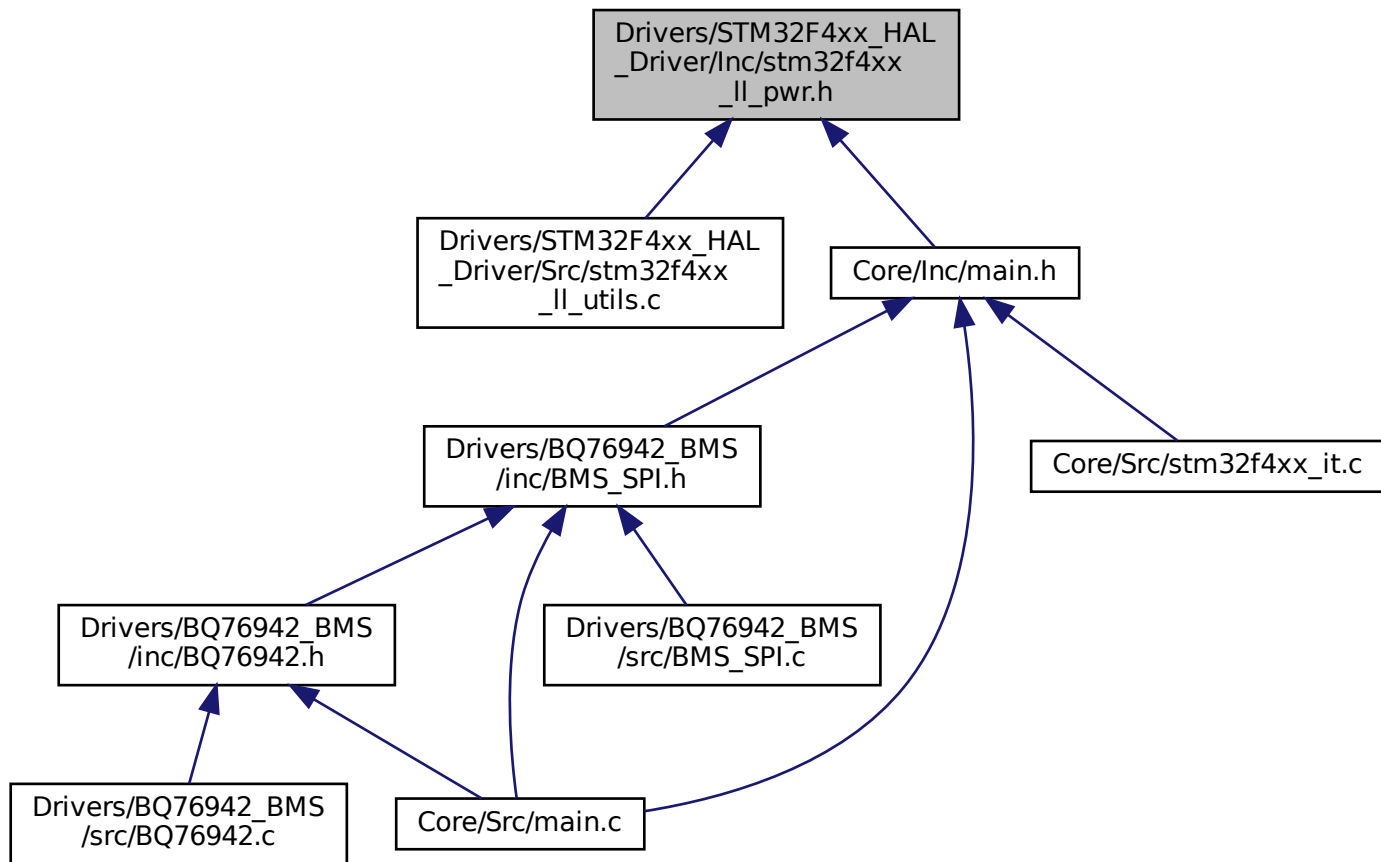 Drivers/STM32F4xx_HAL
_Driver/Inc/stm32f4xx
_ll_pwr.h
Drivers/STM32F4xx_HAL
_Driver/Src/stm32f4xx
_ll_utils.c
Core/Inc/main.h
Drivers/BQ76942_BMS
/inc/BMS_SPI.h
Core/Src/stm32f4xx_it.c
Drivers/BQ76942_BMS
/inc/BQ76942.h
Drivers/BQ76942_BMS
/src/BMS_SPI.c
Drivers/BQ76942_BMS
/src/BQ76942.c
Core/Src/main.c